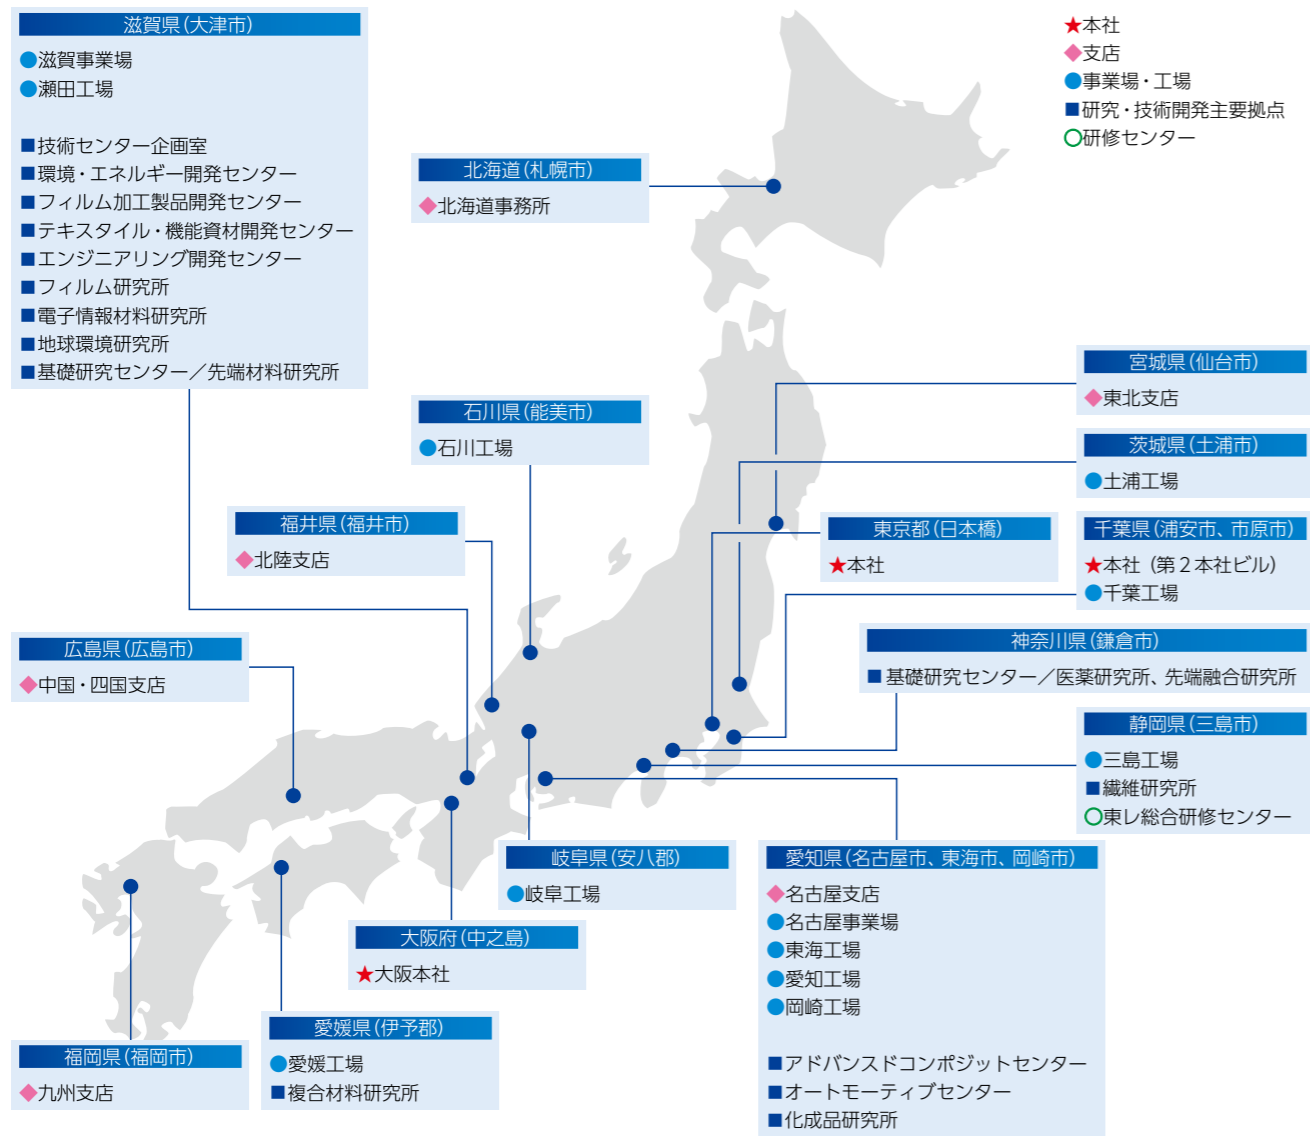 滋賀県(大津市)
●滋賀事業場
●瀬田工場
■技術センター企画室
■環境・エネルギー開発センター
■フィルム加工製品開発センター
■テキスタイル・機能資材開発センター
■エンジニアリング開発センター
■フィルム研究所
■電子情報材料研究所
■地球環境研究所
■基礎研究センター／先端材料研究所
★本社
◆支店
●事業場・工場
■研究・技術開発主要拠点
○研修センター
北海道(札幌市)
◆北海道事務所
宮城県(仙台市)
◆東北支店
石川県(能美市)
●石川工場
茨城県(土浦市)
●土浦工場
福井県(福井市)
◆北陸支店
東京都(日本橋)
★本社
千葉県(浦安市、市原市)
★本社（第２本社ビル）
●千葉工場
広島県(広島市)
◆中国・四国支店
神奈川県(鎌倉市)
■基礎研究センター／医薬研究所、先端融合研究所
静岡県(三島市)
●三島工場
■繊維研究所
○東レ総合研修センター
岐阜県(安八郡)
●岐阜工場
愛知県(名古屋市、東海市、岡崎市)
◆名古屋支店
●名古屋事業場
●東海工場
●愛知工場
●岡崎工場
■アドバンスドコンポジットセンター
■オートモーティブセンター
■化成品研究所
大阪府(中之島)
★大阪本社
愛媛県(伊予郡)
●愛媛工場
■複合材料研究所
福岡県(福岡市)
◆九州支店